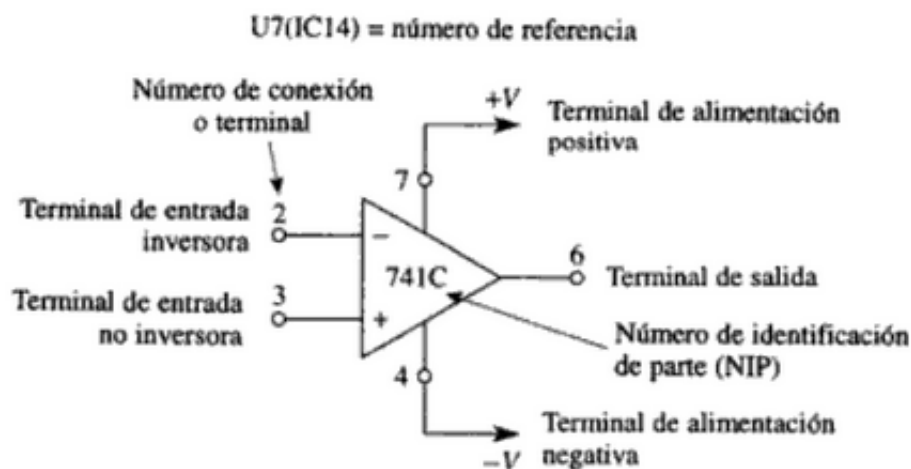 U7(IC14) = número de referencia
Número de conexión
o terminal
+V
Terminal de alimentación
positiva
7
Terminal de entrada
inversora
2
−
6
741C
Terminal de salida
Terminal de entrada
no inversora
3
+
Número de identificación
de parte (NIP)
4
Terminal de alimentación
negativa
−V